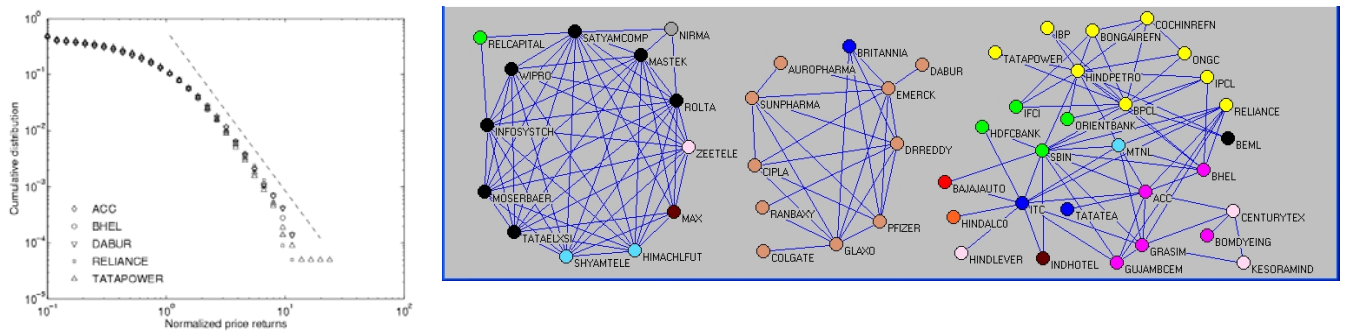 10^0
10^-1
10^-2
10^-3
10^-4
10^-5
Cumulative distribution
ACC
BHEL
DABUR
RELIANCE
TATAPOWER
10^-1
10^0
10^1
10^2
Normalized price returns
RELCAPITAL
SATYAMCOMP
NIRMA
MASTEK
WIPRO
ROLTA
INFOSYSTCH
ZEETELE
MOSERBAER
MAX
TATAELXSI
SHYAMTELE
HIMACHLFUT
BRITANNIA
AUROPHARMA
DABUR
EMERCK
SUNPHARMA
DRREDDY
CIPLA
RANBAXY
PFIZER
GLAXO
COLGATE
COCHINREFN
IBP
BONGAIREFN
TATAPOWER
ONGC
HINDPETRO
IPCL
BPCL
RELIANCE
IFCI
ORIENTBANK
HDFCBANK
BEML
SBIN
MTNL
BHEL
BAJAJAUTO
ACC
ITC
TATATEA
CENTURYTEX
HINDALCO
BOMDYEING
GRASIM
HINDLEVER
INDHOTEL
GUJAMBCEM
KESORAMIND